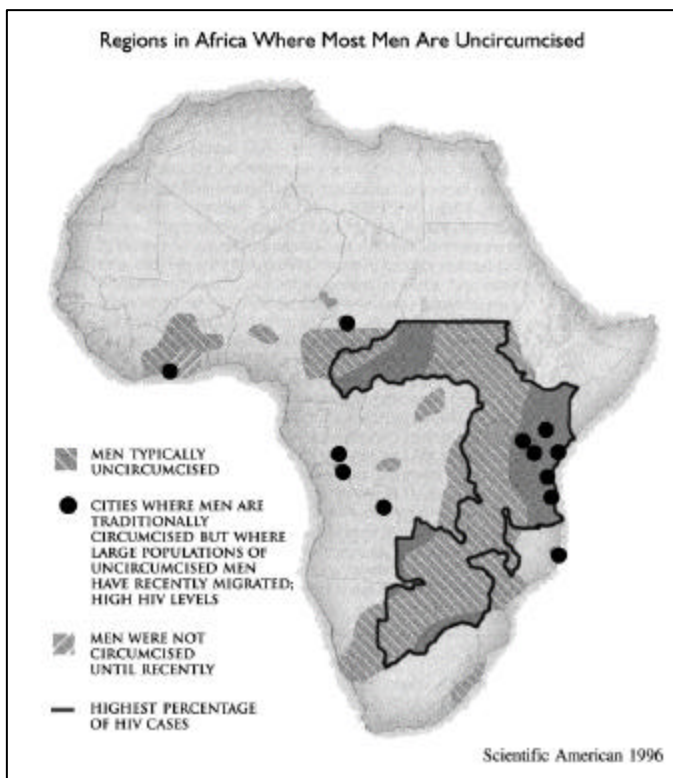 Regions in Africa Where Most Men Are Uncircumcised
MEN TYPICALLY
UNCIRCUMCISED
CITIES WHERE MEN ARE
TRADITIONALLY
CIRCUMCISED BUT WHERE
LARGE POPULATIONS OF
UNCIRCUMCISED MEN
HAVE RECENTLY MIGRATED;
HIGH HIV LEVELS
MEN WERE NOT
CIRCUMCISED
UNTIL RECENTLY
HIGHEST PERCENTAGE
OF HIV CASES
Scientific American 1996